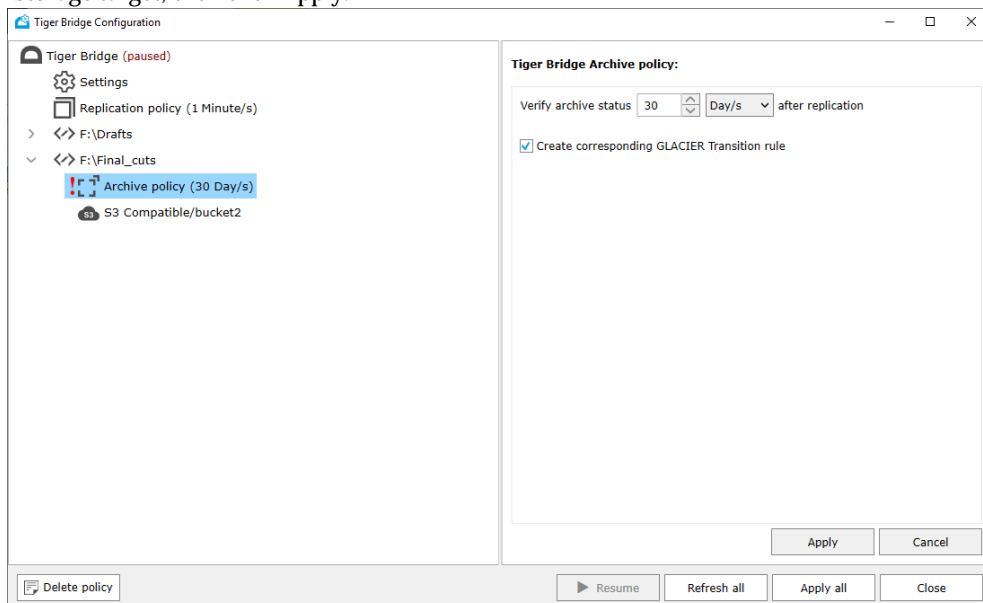 Tiger Bridge Configuration
Tiger Bridge (paused)
Settings
Replication policy (1 Minute/s)
F:\Drafts
F:\Final_cuts
Archive policy (30 Day/s)
S3 S3 Compatible/bucket2
Tiger Bridge Archive policy:
Verify archive status 30 Day/s after replication
Create corresponding GLACIER Transition rule
Apply Cancel
Delete policy Resume Refresh all Apply all Close